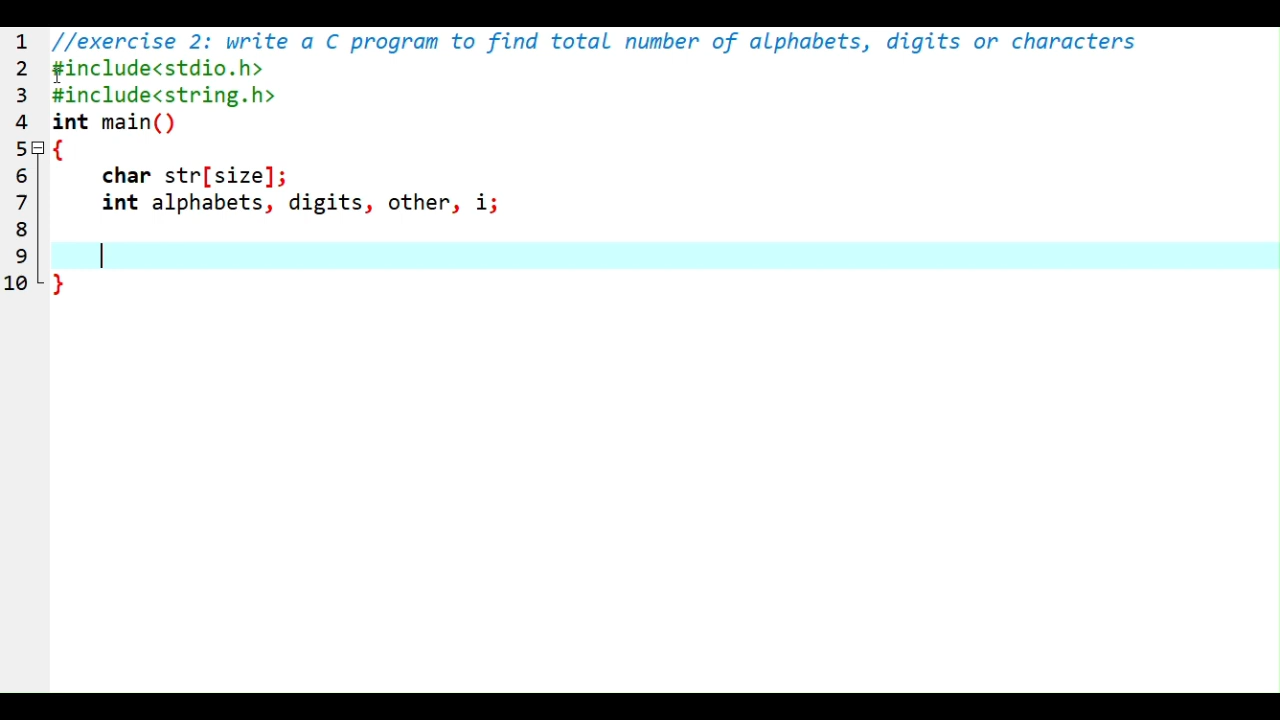 1 //exercise 2: write a C program to find total number of alphabets, digits or characters
2 #include<stdio.h>
3 #include<string.h>
4 int main()
5 {
6 char str[size];
7 int alphabets, digits, other, i;
8
9
10 }